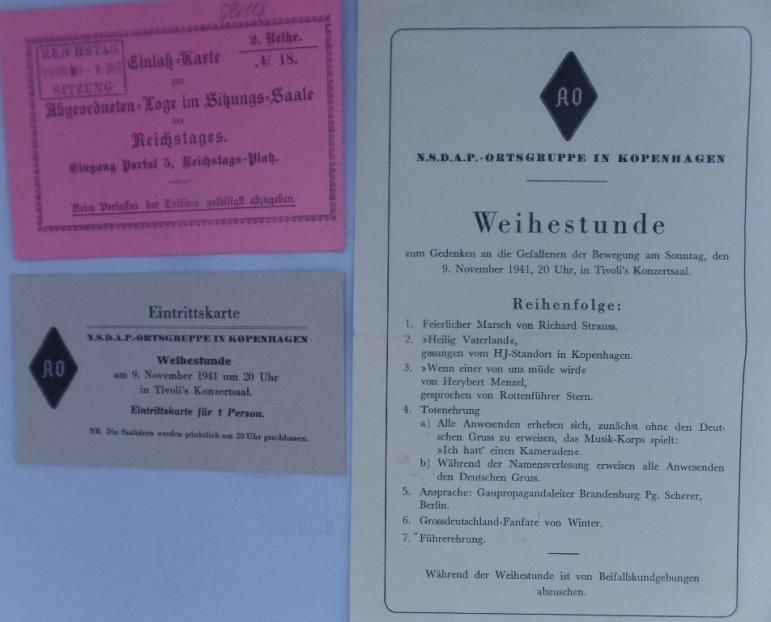 REICHSTAG
SITZUNG
2. Reihe.
Einlaß-Karte
№ 18.
zur
Abgeordneten-Loge im Sitzungs-Saale
des
Reichstages.
Eingang Portal 5, Reichstags-Platz.
Beim Verlassen der Tribüne gefälligst abzugeben.
Eintrittskarte
N.S.D.A.P.-ORTSGRUPPE IN KOPENHAGEN
AO
Weihestunde
am 9. November 1941 um 20 Uhr
in Tivoli's Konzertsaal.
Eintrittskarte für 1 Person.
NB. Die Saaltüren werden pünktlich um 20 Uhr geschlossen.
AO
N.S.D.A.P.-ORTSGRUPPE IN KOPENHAGEN
Weihestunde
zum Gedenken an die Gefallenen der Bewegung am Sonntag, den
9. November 1941, 20 Uhr, in Tivoli's Konzertsaal.
Reihenfolge:
1. Feierlicher Marsch von Richard Strauss.
2. »Heilig Vaterland«,
gesungen vom HJ-Standort in Kopenhagen.
3. »Wenn einer von uns müde wird«
von Herybert Menzel,
gesprochen von Rottenführer Stern.
4. Totenehrung
a) Alle Anwesenden erheben sich, zunächst ohne den Deut-
schen Gruss zu erweisen, das Musik-Korps spielt:
»Ich hatt' einen Kameraden«.
b) Während der Namensverlesung erweisen alle Anwesenden
den Deutschen Gruss.
5. Ansprache: Gaupropagandaleiter Brandenburg Pg. Scherer,
Berlin.
6. Grossdeutschland-Fanfare von Winter.
7. Führerehrung.
Während der Weihestunde ist von Beifallskundgebungen
abzusehen.